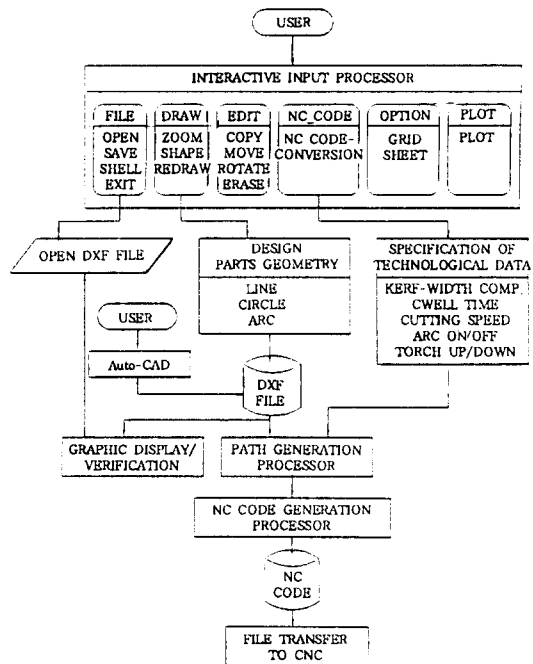 USER
INTERACTIVE INPUT PROCESSOR
FILE
OPEN
SAVE
SHELL
EXIT
DRAW
ZOOM
SHAPE
REDRAW
EDIT
COPY
MOVE
ROTATE
ERASE
NC_CODE
NC CODE-
CONVERSION
OPTION
GRID
SHEET
PLOT
PLOT
OPEN DXF FILE
DESIGN
PARTS GEOMETRY
LINE
CIRCLE
ARC
SPECIFICATION OF
TECHNOLOGICAL DATA
KERF-WIDTH COMP.
CWELL TIME
CUTTING SPEED
ARC ON/OFF
TORCH UP/DOWN
USER
Auto-CAD
DXF
FILE
GRAPHIC DISPLAY/
VERIFICATION
PATH GENERATION
PROCESSOR
NC CODE GENERATION
PROCESSOR
NC
CODE
FILE TRANSFER
TO CNC